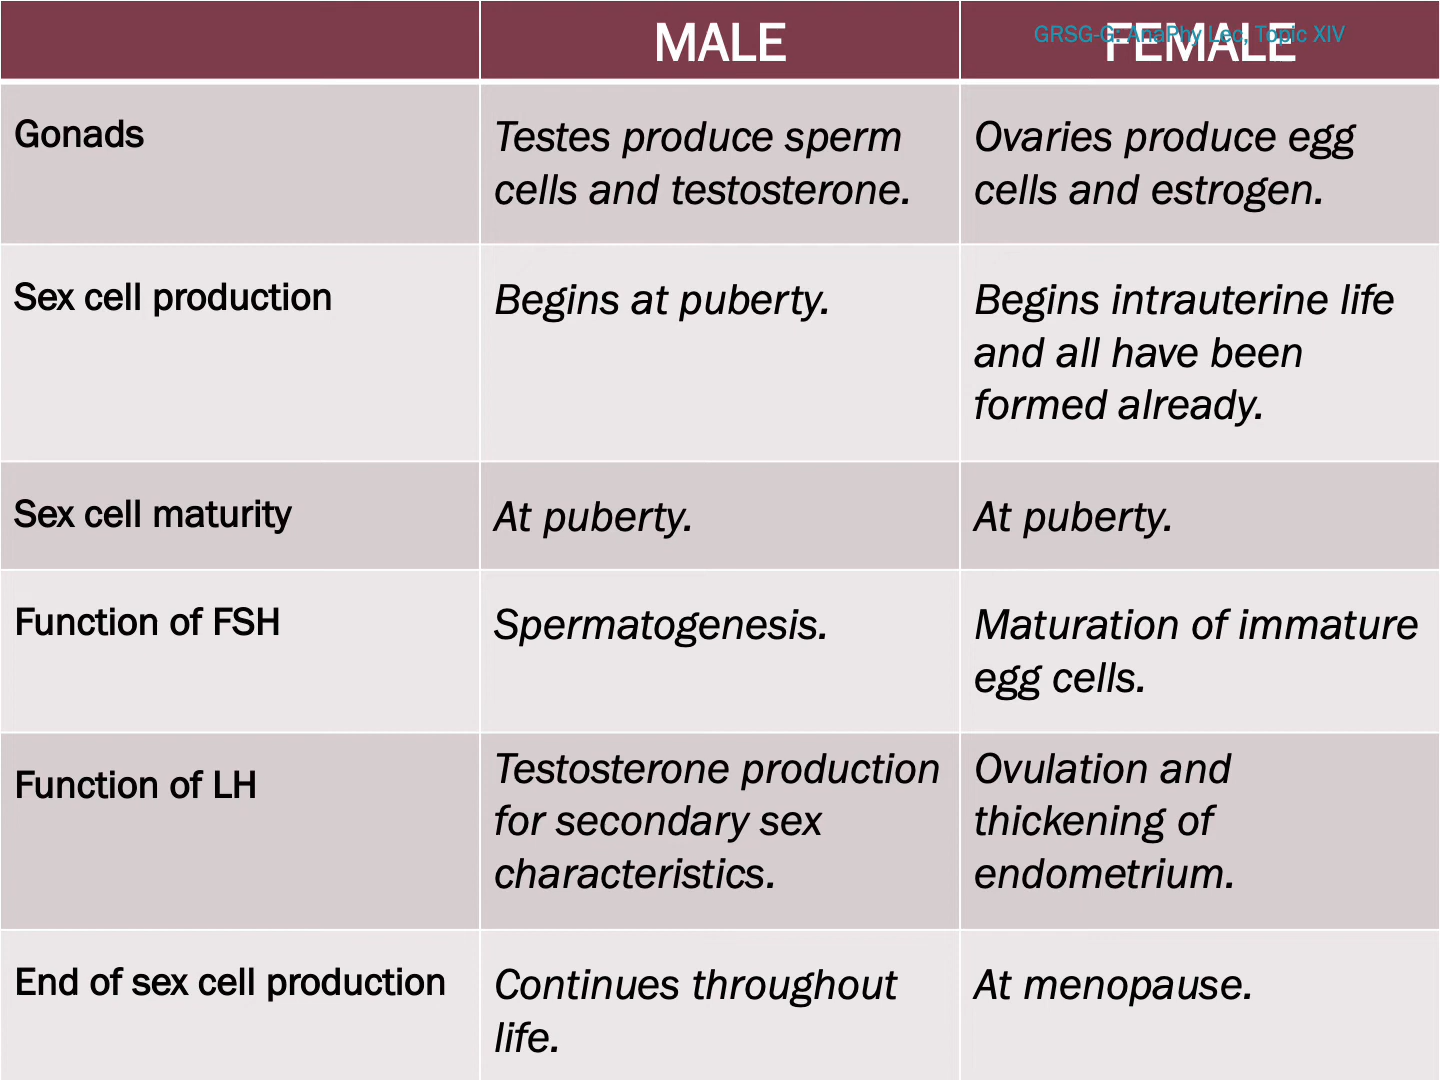 MALE
FEMALE
GRSG-G: AnaPhy Lec, Topic XIV
Gonads
Testes produce sperm
cells and testosterone.
Ovaries produce egg
cells and estrogen.
Sex cell production
Begins at puberty.
Begins intrauterine life
and all have been
formed already.
Sex cell maturity
At puberty.
At puberty.
Function of FSH
Spermatogenesis.
Maturation of immature
egg cells.
Function of LH
Testosterone production
for secondary sex
characteristics.
Ovulation and
thickening of
endometrium.
End of sex cell production
Continues throughout
life.
At menopause.